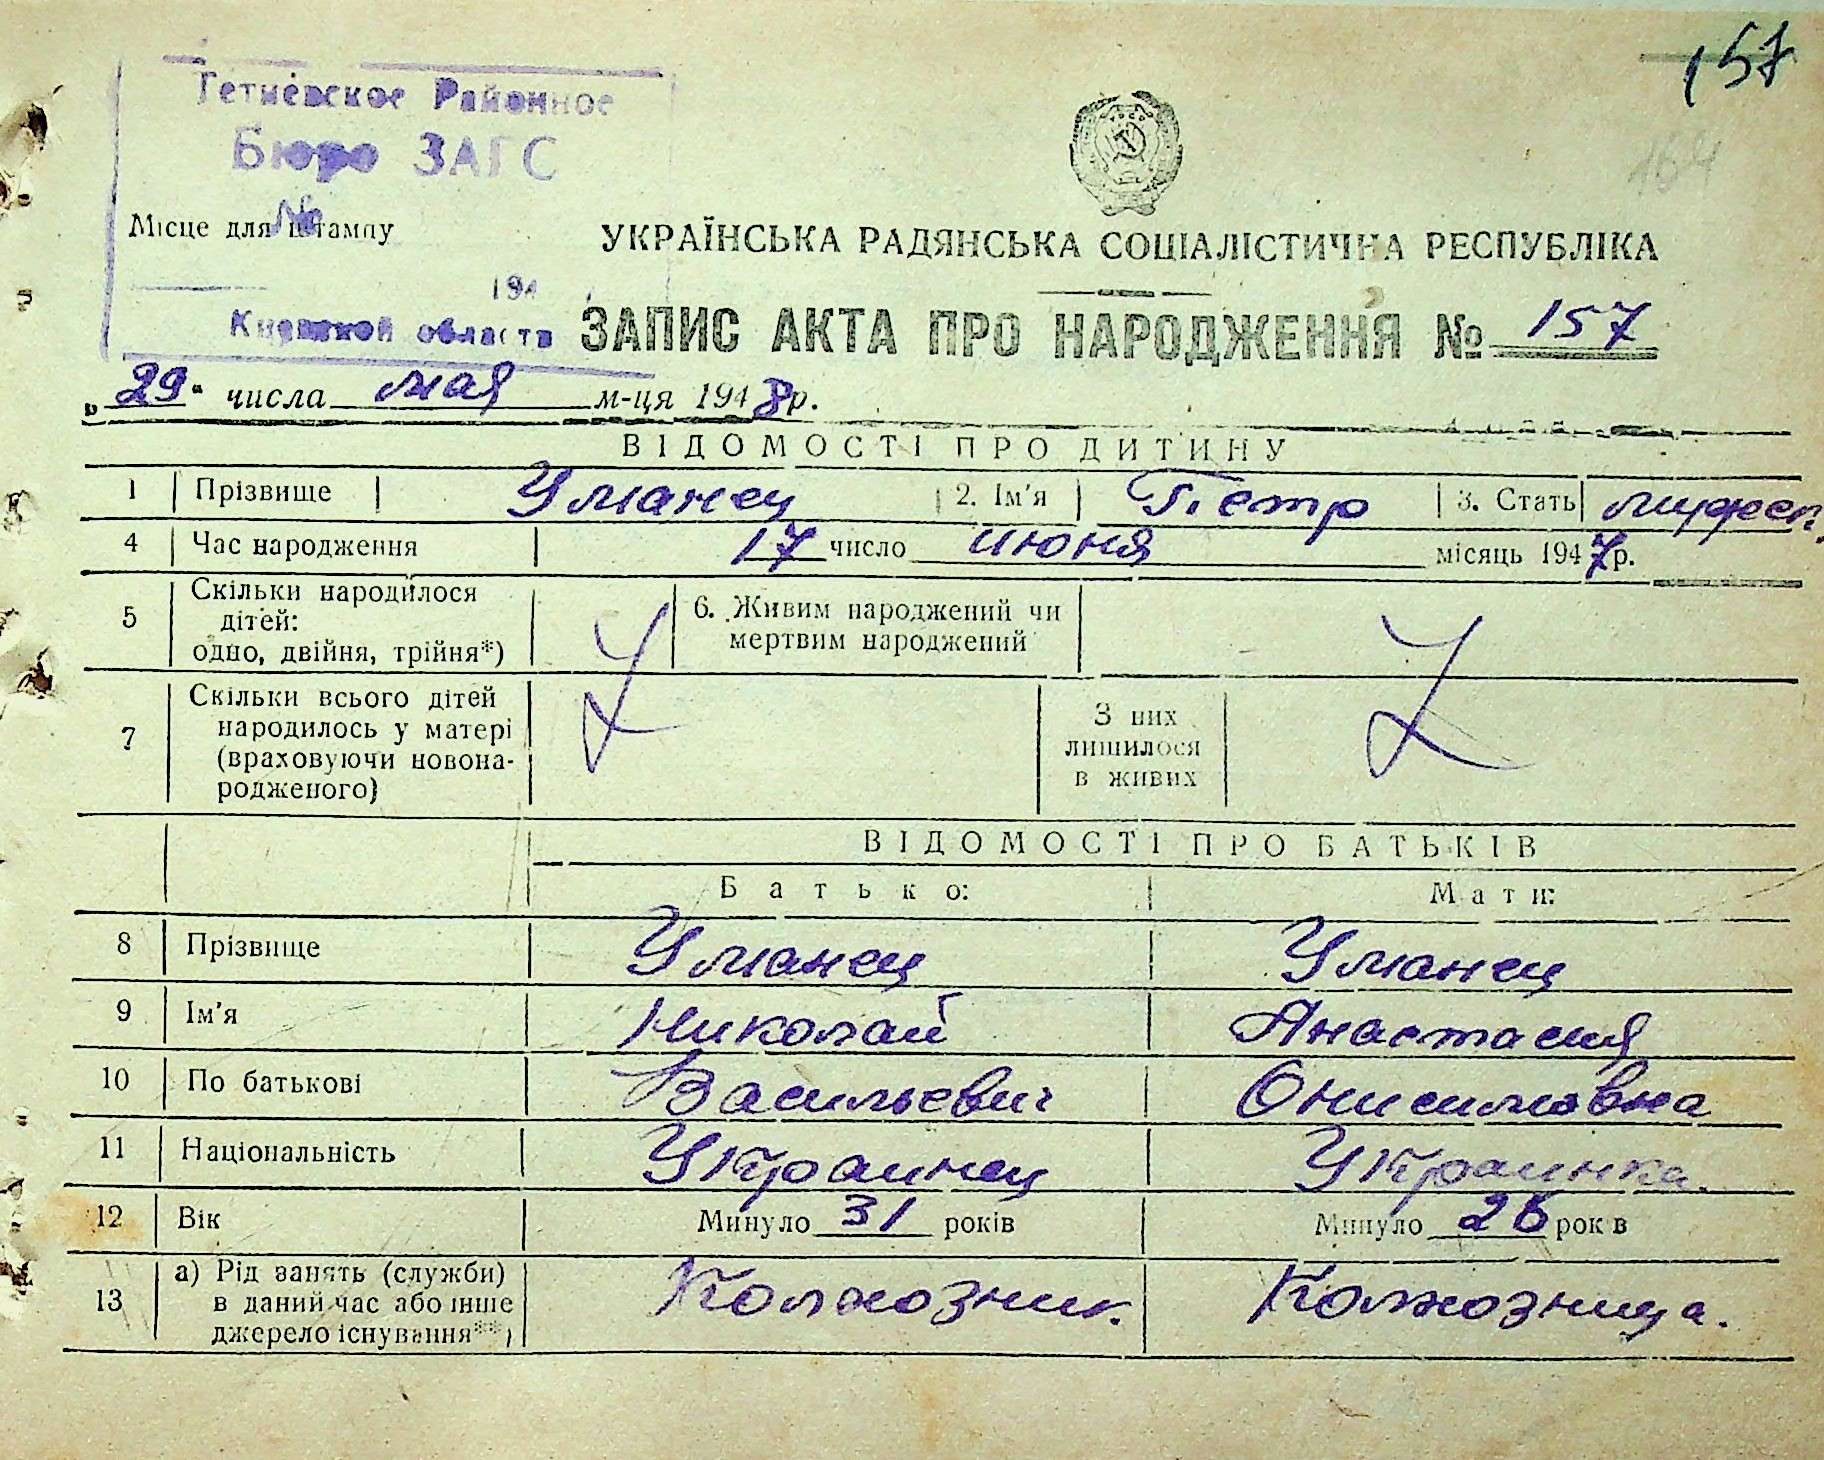 157
164
Тетиевское Районное
Бюро ЗАГС
№
Місце для штампу
УКРАЇНСЬКА РАДЯНСЬКА СОЦІАЛІСТИЧНА РЕСПУБЛІКА
194
Киевской области
ЗАПИС АКТА ПРО НАРОДЖЕННЯ № 157
„29“ числа мая м-ця 1948р.
ВІДОМОСТІ ПРО ДИТИНУ
1 Прізвище Уманец 2. Ім'я Петр 3. Стать мужск.
4 Час народження 17 число июня місяць 1947р.
5 Скільки народилося дітей: одно, двійня, трійня*) 6. Живим народжений чи мертвим народжений
7 Скільки всього дітей народилось у матері (враховуючи новонародженого) З них лишилося в живих
ВІДОМОСТІ ПРО БАТЬКІВ
Батько: Мати:
8 Прізвище Уманец Уманец
9 Ім'я Николай Анастасия
10 По батькові Васильевич Онисимовна
11 Національність Украинец Украинка.
12 Вік Минуло 31 років Минуло 26 рок в
13 а) Рід занять (служби) в даний час або інше джерело існування**) Колхозник. Колхозница.